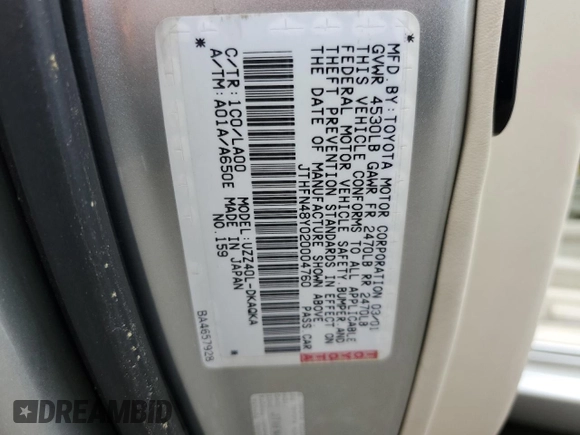 MFD. BY: TOYOTA MOTOR CORPORATION 03/01
GVWR 4530LB GAWR FR 2470LB RR 2470LB
THIS VEHICLE CONFORMS TO ALL APPLICABLE
FEDERAL MOTOR VEHICLE SAFETY, BUMPER AND
THEFT PREVENTION STANDARDS IN EFFECT ON
THE DATE OF MANUFACTURE SHOWN ABOVE
JTHFN48Y020004760 PASS CAR
* *
C/TR: 1C0/LA00 MODEL: UZZ40L-DKAQKA
A/TM: A01A/A650E MADE IN JAPAN
NO. 159
BA4657928
DREAMBID